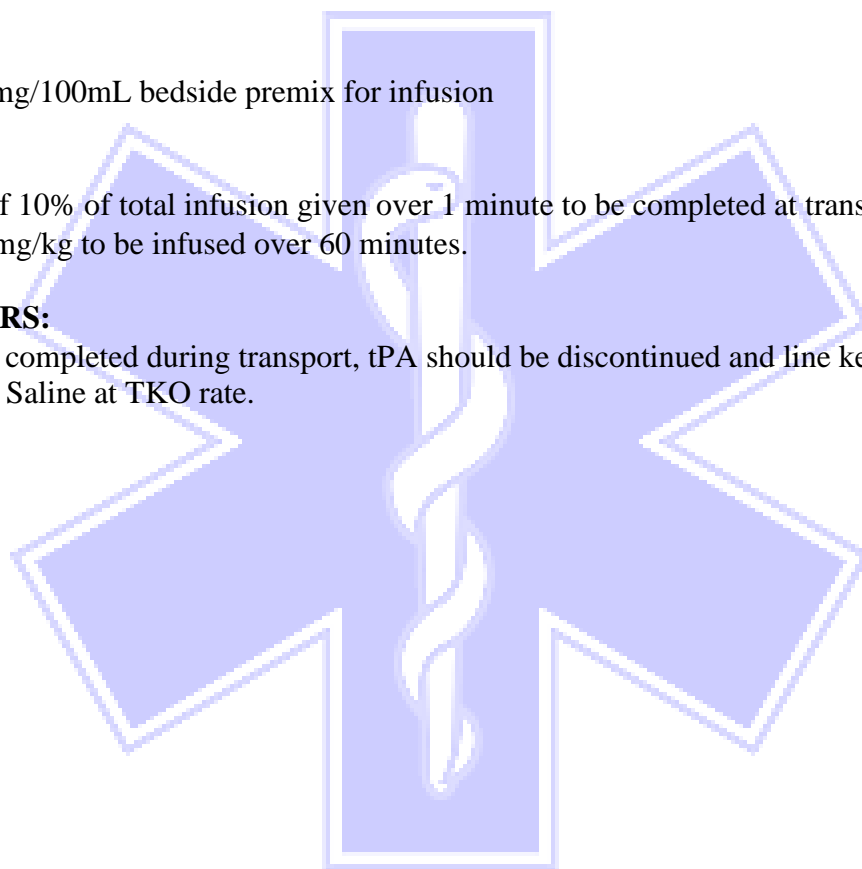 mg/100mL bedside premix for infusion
f 10% of total infusion given over 1 minute to be completed at trans
mg/kg to be infused over 60 minutes.
RS:
completed during transport, tPA should be discontinued and line ke
Saline at TKO rate.